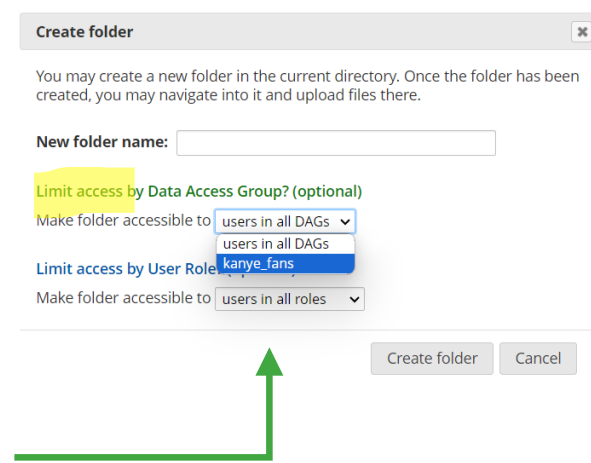 Create folder
You may create a new folder in the current directory. Once the folder has been
created, you may navigate into it and upload files there.
New folder name:
Limit access by Data Access Group? (optional)
Make folder accessible to users in all DAGs
users in all DAGs
kanye_fans
Limit access by User Role
Make folder accessible to users in all roles
Create folder Cancel